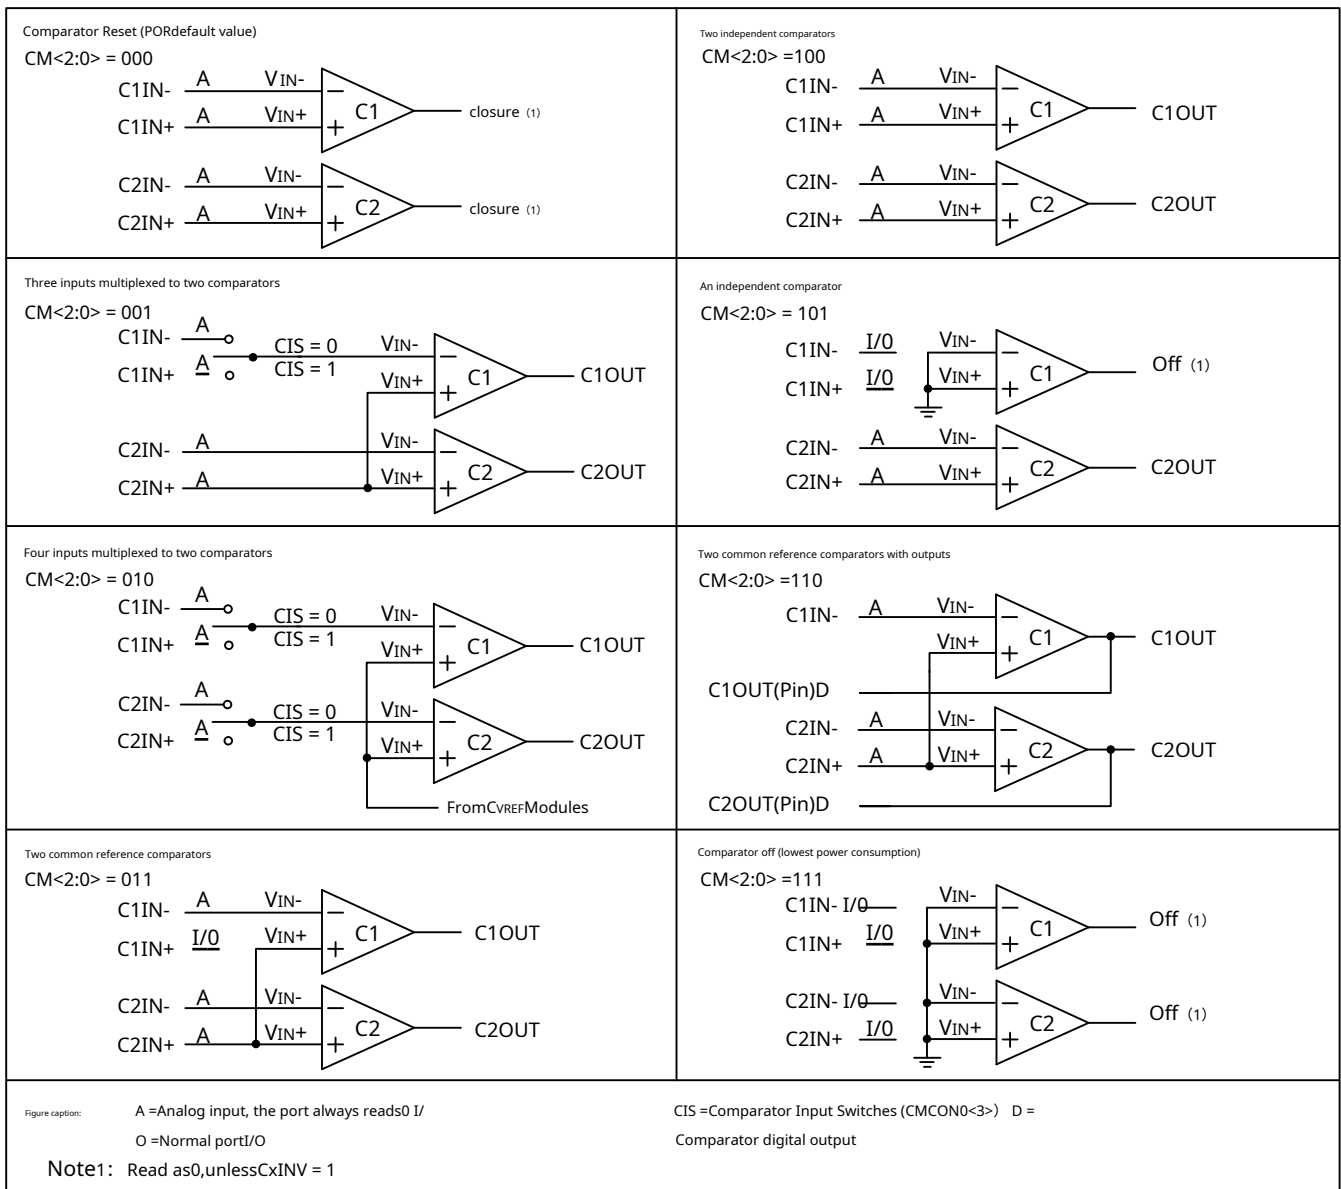 Comparator Reset (PORdefault value)
CM<2:0> = 000
C1IN- A VIN-
C1 closure (1)
C1IN+ A VIN+
C2IN- A VIN-
C2 closure (1)
C2IN+ A VIN+
Two independent comparators
CM<2:0> =100
C1IN- A VIN-
C1 C1OUT
C1IN+ A VIN+
C2IN- A VIN-
C2 C2OUT
C2IN+ A VIN+
Three inputs multiplexed to two comparators
CM<2:0> = 001
C1IN- A
CIS = 0 VIN-
C1IN+ A CIS = 1
C1 C1OUT
VIN+
C2IN- A VIN-
C2 C2OUT
C2IN+ A VIN+
An independent comparator
CM<2:0> = 101
C1IN- I/0 VIN-
C1 Off (1)
C1IN+ I/0 VIN+
C2IN- A VIN-
C2 C2OUT
C2IN+ A VIN+
Four inputs multiplexed to two comparators
CM<2:0> = 010
C1IN- A
CIS = 0 VIN-
C1IN+ A CIS = 1
C1 C1OUT
VIN+
C2IN- A
CIS = 0 VIN-
C2IN+ A CIS = 1
C2 C2OUT
VIN+
FromCVREFModules
Two common reference comparators with outputs
CM<2:0> =110
C1IN- A VIN-
C1 C1OUT
VIN+
C1OUT(Pin)D
C2IN- A VIN-
C2 C2OUT
C2IN+ A VIN+
C2OUT(Pin)D
Two common reference comparators
CM<2:0> = 011
C1IN- A VIN-
C1 C1OUT
C1IN+ I/0 VIN+
C2IN- A VIN-
C2 C2OUT
C2IN+ A VIN+
Comparator off (lowest power consumption)
CM<2:0> =111
C1IN- I/0 VIN-
C1 Off (1)
C1IN+ I/0 VIN+
C2IN- I/0 VIN-
C2 Off (1)
C2IN+ I/0 VIN+
Figure caption: A =Analog input, the port always reads0 I/ CIS =Comparator Input Switches (CMCON0<3>） D =
O =Normal portI/O Comparator digital output
Note1: Read as0,unlessCxINV = 1